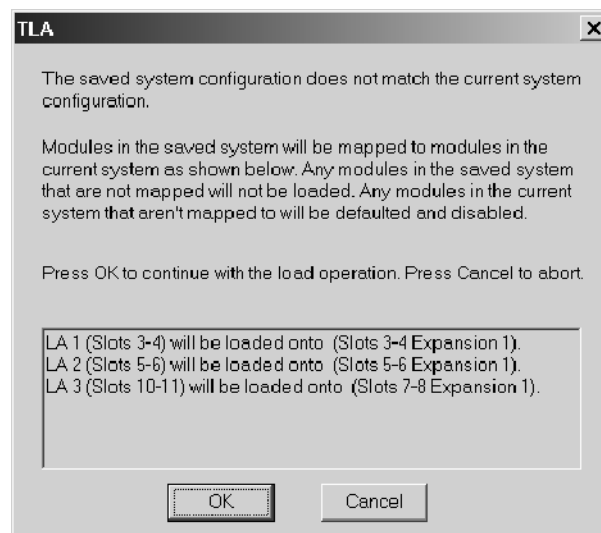 TLA
The saved system configuration does not match the current system
configuration.
Modules in the saved system will be mapped to modules in the
current system as shown below. Any modules in the saved system
that are not mapped will not be loaded. Any modules in the current
system that aren't mapped to will be defaulted and disabled.
Press OK to continue with the load operation. Press Cancel to abort.
LA 1 (Slots 3-4) will be loaded onto (Slots 3-4 Expansion 1).
LA 2 (Slots 5-6) will be loaded onto (Slots 5-6 Expansion 1).
LA 3 (Slots 10-11) will be loaded onto (Slots 7-8 Expansion 1).
OK Cancel